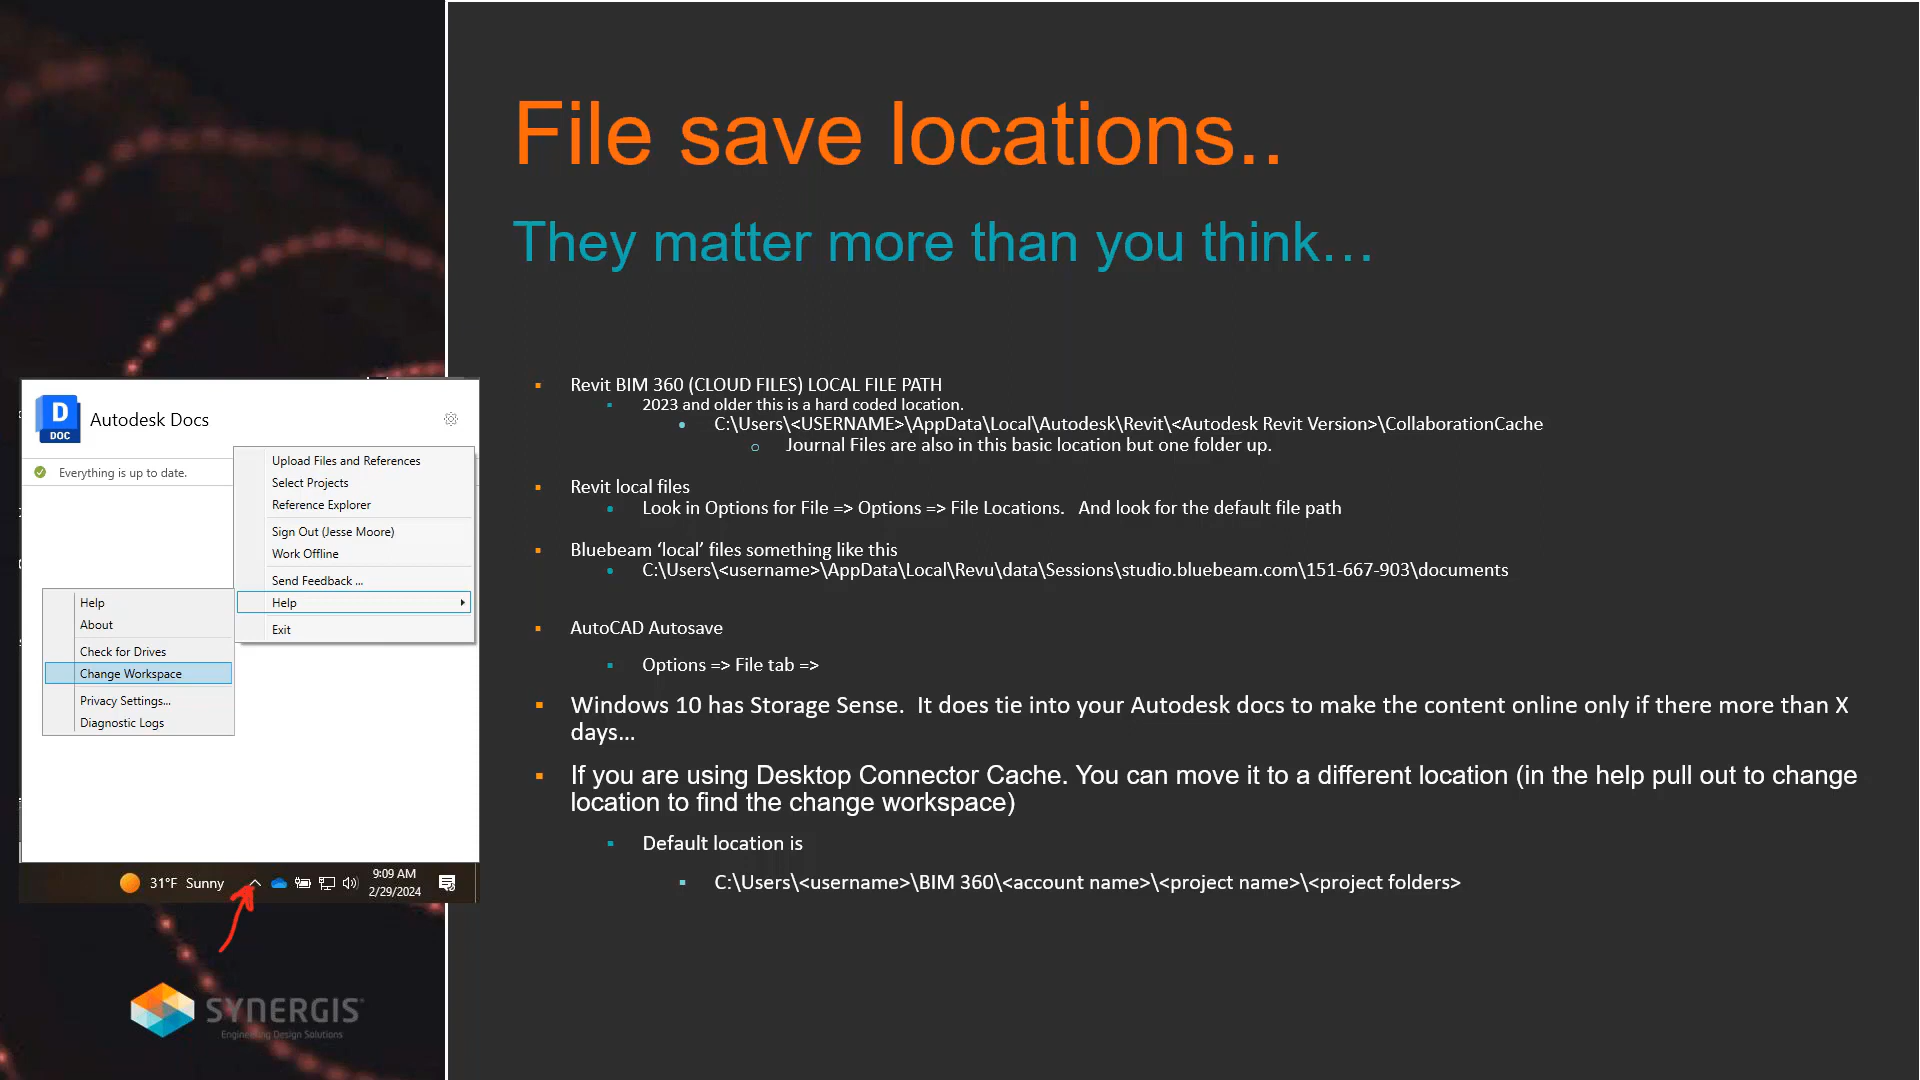 File save locations..
They matter more than you think…
Revit BIM 360 (CLOUD FILES) LOCAL FILE PATH
2023 and older this is a hard coded location.
C:\Users\<USERNAME>\AppData\Local\Autodesk\Revit\<Autodesk Revit Version>\CollaborationCache
Journal Files are also in this basic location but one folder up.
Revit local files
Look in Options for File => Options => File Locations. And look for the default file path
Bluebeam ‘local’ files something like this
C:\Users\<username>\AppData\Local\Revu\data\Sessions\studio.bluebeam.com\151-667-903\documents
AutoCAD Autosave
Options => File tab =>
Windows 10 has Storage Sense. It does tie into your Autodesk docs to make the content online only if there more than X
days…
If you are using Desktop Connector Cache. You can move it to a different location (in the help pull out to change
location to find the change workspace)
Default location is
C:\Users\<username>\BIM 360\<account name>\<project name>\<project folders>
D
DOC
Autodesk Docs
Everything is up to date.
Upload Files and References
Select Projects
Reference Explorer
Sign Out (Jesse Moore)
Work Offline
Send Feedback ...
Help
Exit
Help
About
Check for Drives
Change Workspace
Privacy Settings...
Diagnostic Logs
31°F Sunny
9:09 AM
2/29/2024
SYNERGIS
Engineering Design Solutions